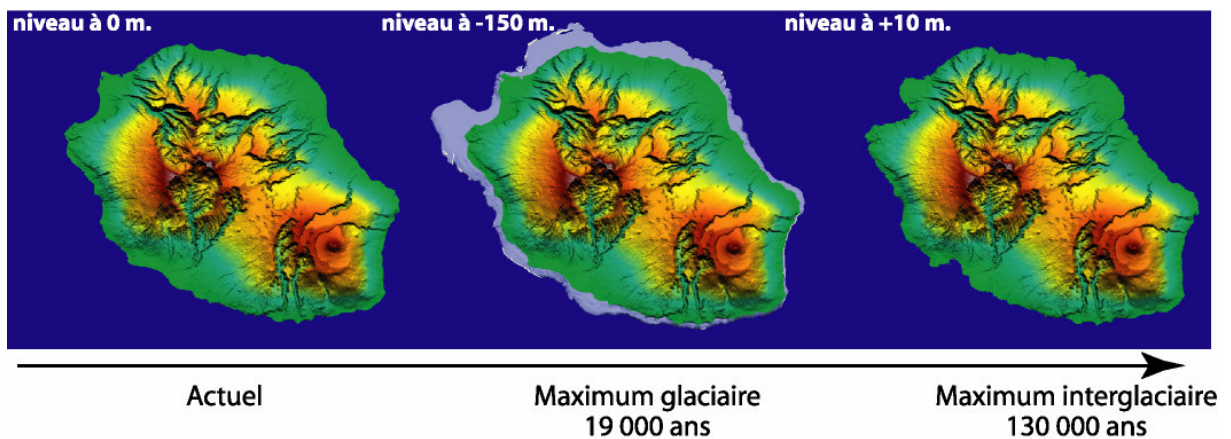 niveau à 0 m.
niveau à -150 m.
niveau à +10 m.
Actuel
Maximum glaciaire
19 000 ans
Maximum interglaciaire
130 000 ans